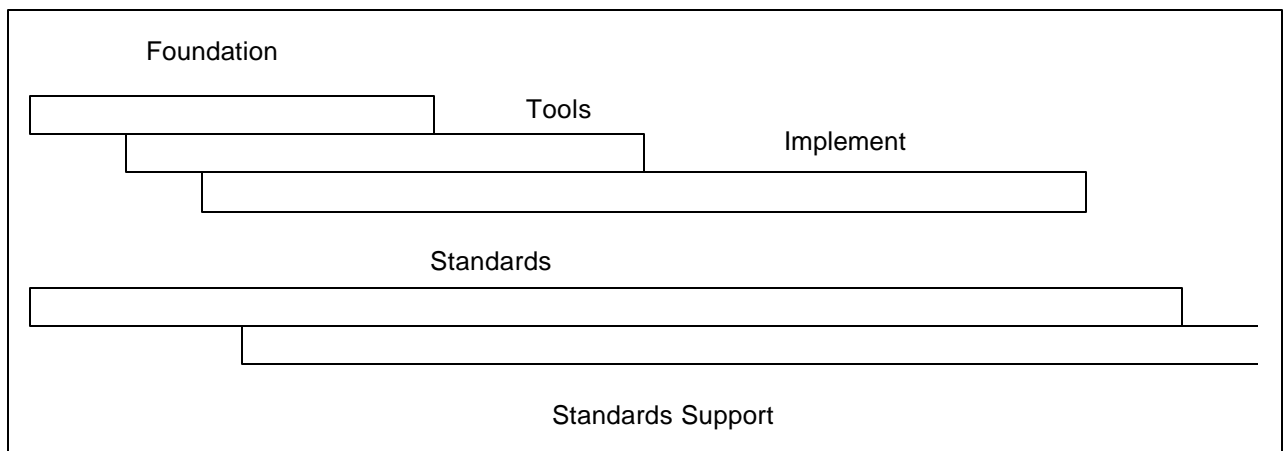 Foundation
Tools
Implement
Standards
Standards Support